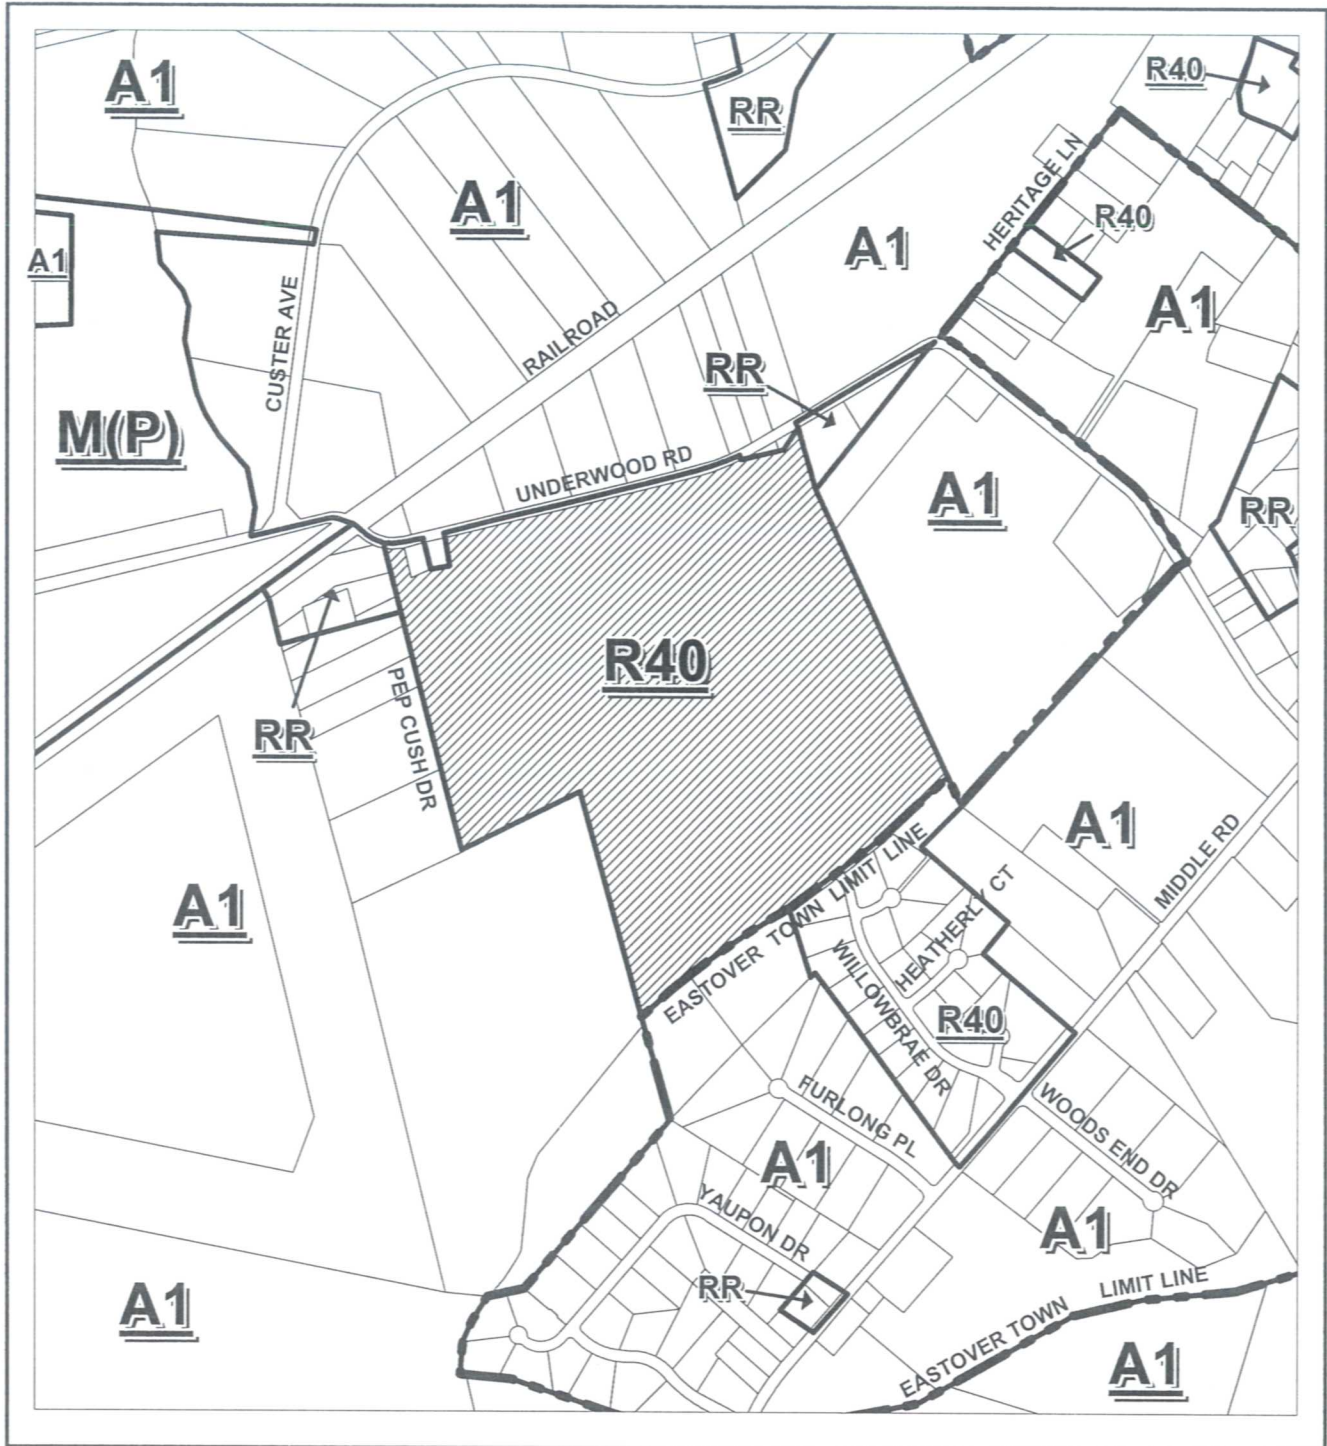 A1
R40
RR
A1
HERITAGE LN
R40
A1
A1
CUSTER AVE
A1
RAILROAD
RR
M(P)
UNDERWOOD RD
A1
RR
R40
PEP CUSH DR
RR
A1
MIDDLE RD
EASTOVER TOWN LIMIT LINE
HEATHERLY CT
A1
WILLOWBRAE DR
R40
FURLONG PL
WOODS END DR
A1
YAUPON DR
A1
RR
A1
EASTOVER TOWN LIMIT LINE
A1